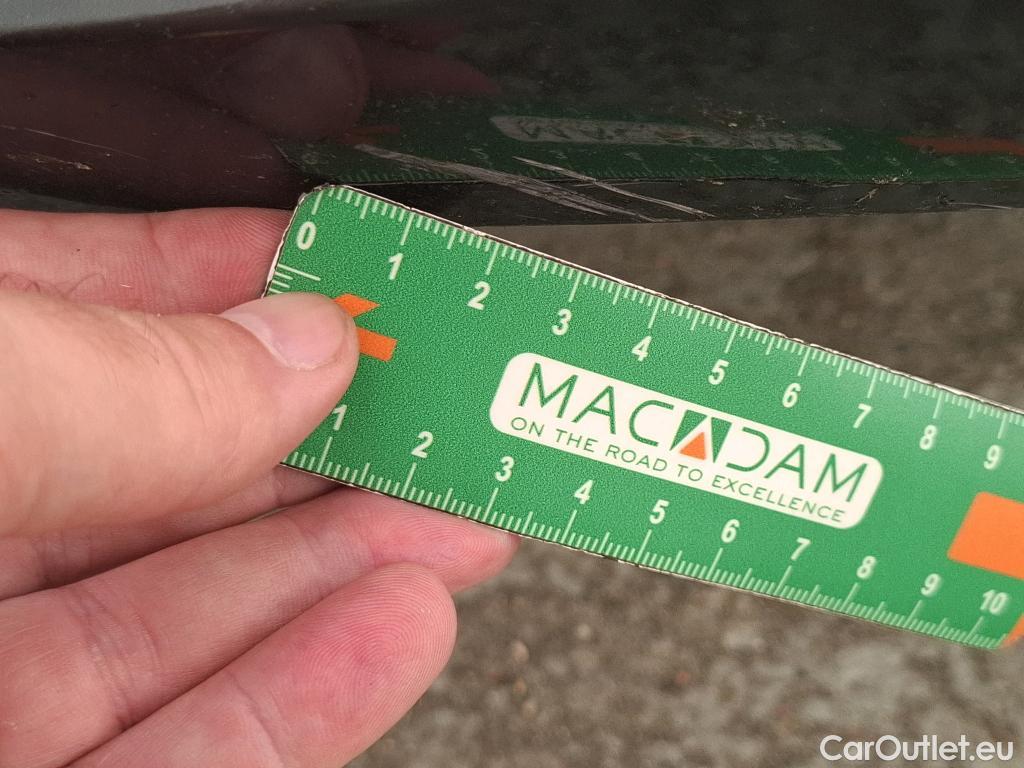 0 1 2 3 4 5 6 7 8 9
MACADAM
ON THE ROAD TO EXCELLENCE
1 2 3 4 5 6 7 8 9 10
CarOutlet.eu